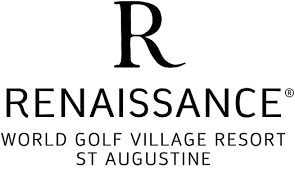 R
RENAISSANCE®
WORLD GOLF VILLAGE RESORT
ST AUGUSTINE